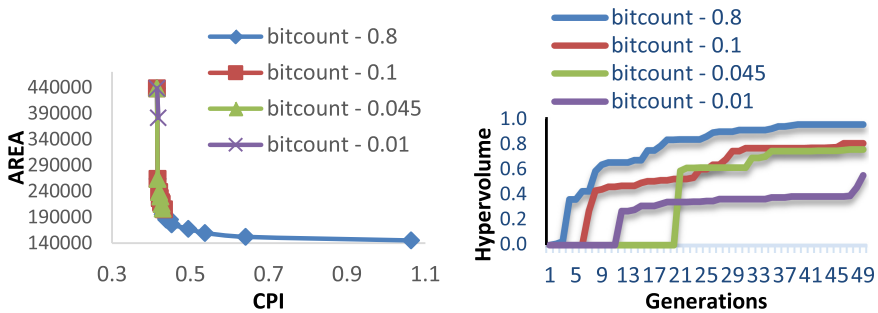 bitcount - 0.8
bitcount - 0.1
bitcount - 0.045
bitcount - 0.01
440000
390000
340000
290000
240000
190000
140000
AREA
0.3 0.5 0.7 0.9 1.1
CPI
bitcount - 0.8
bitcount - 0.1
bitcount - 0.045
bitcount - 0.01
1.0
0.8
0.6
0.4
0.2
0.0
Hypervolume
1 5 9 13 17 21 25 29 33 37 41 45 49
Generations